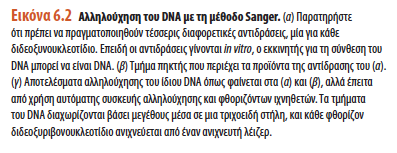 Εικόνα 6.2 Αλληλούχηση του DNA με τη μέθοδο Sanger. (α) Παρατηρήστε
ότι πρέπει να πραγματοποιηθούν τέσσερις διαφορετικές αντιδράσεις, μία για κάθε
διδεοξυνουκλεοτίδιο. Επειδή οι αντιδράσεις γίνονται in vitro, ο εκκινητής για τη σύνθεση του
DNA μπορεί να είναι DNA. (β) Τμήμα πηκτής που περιέχει τα προϊόντα της αντίδρασης του (α).
(γ) Αποτελέσματα αλληλούχησης του ίδιου DNA όπως φαίνεται στα (α) και (β), αλλά έπειτα
από χρήση αυτόματης συσκευής αλληλούχησης και φθοριζόντων ιχνηθετών. Τα τμήματα
του DNA διαχωρίζονται βάσει μεγέθους μέσα σε μια τριχοειδή στήλη, και κάθε φθορίζον
διδεοξυριβονουκλεοτίδιο ανιχνεύεται από έναν ανιχνευτή λέιζερ.